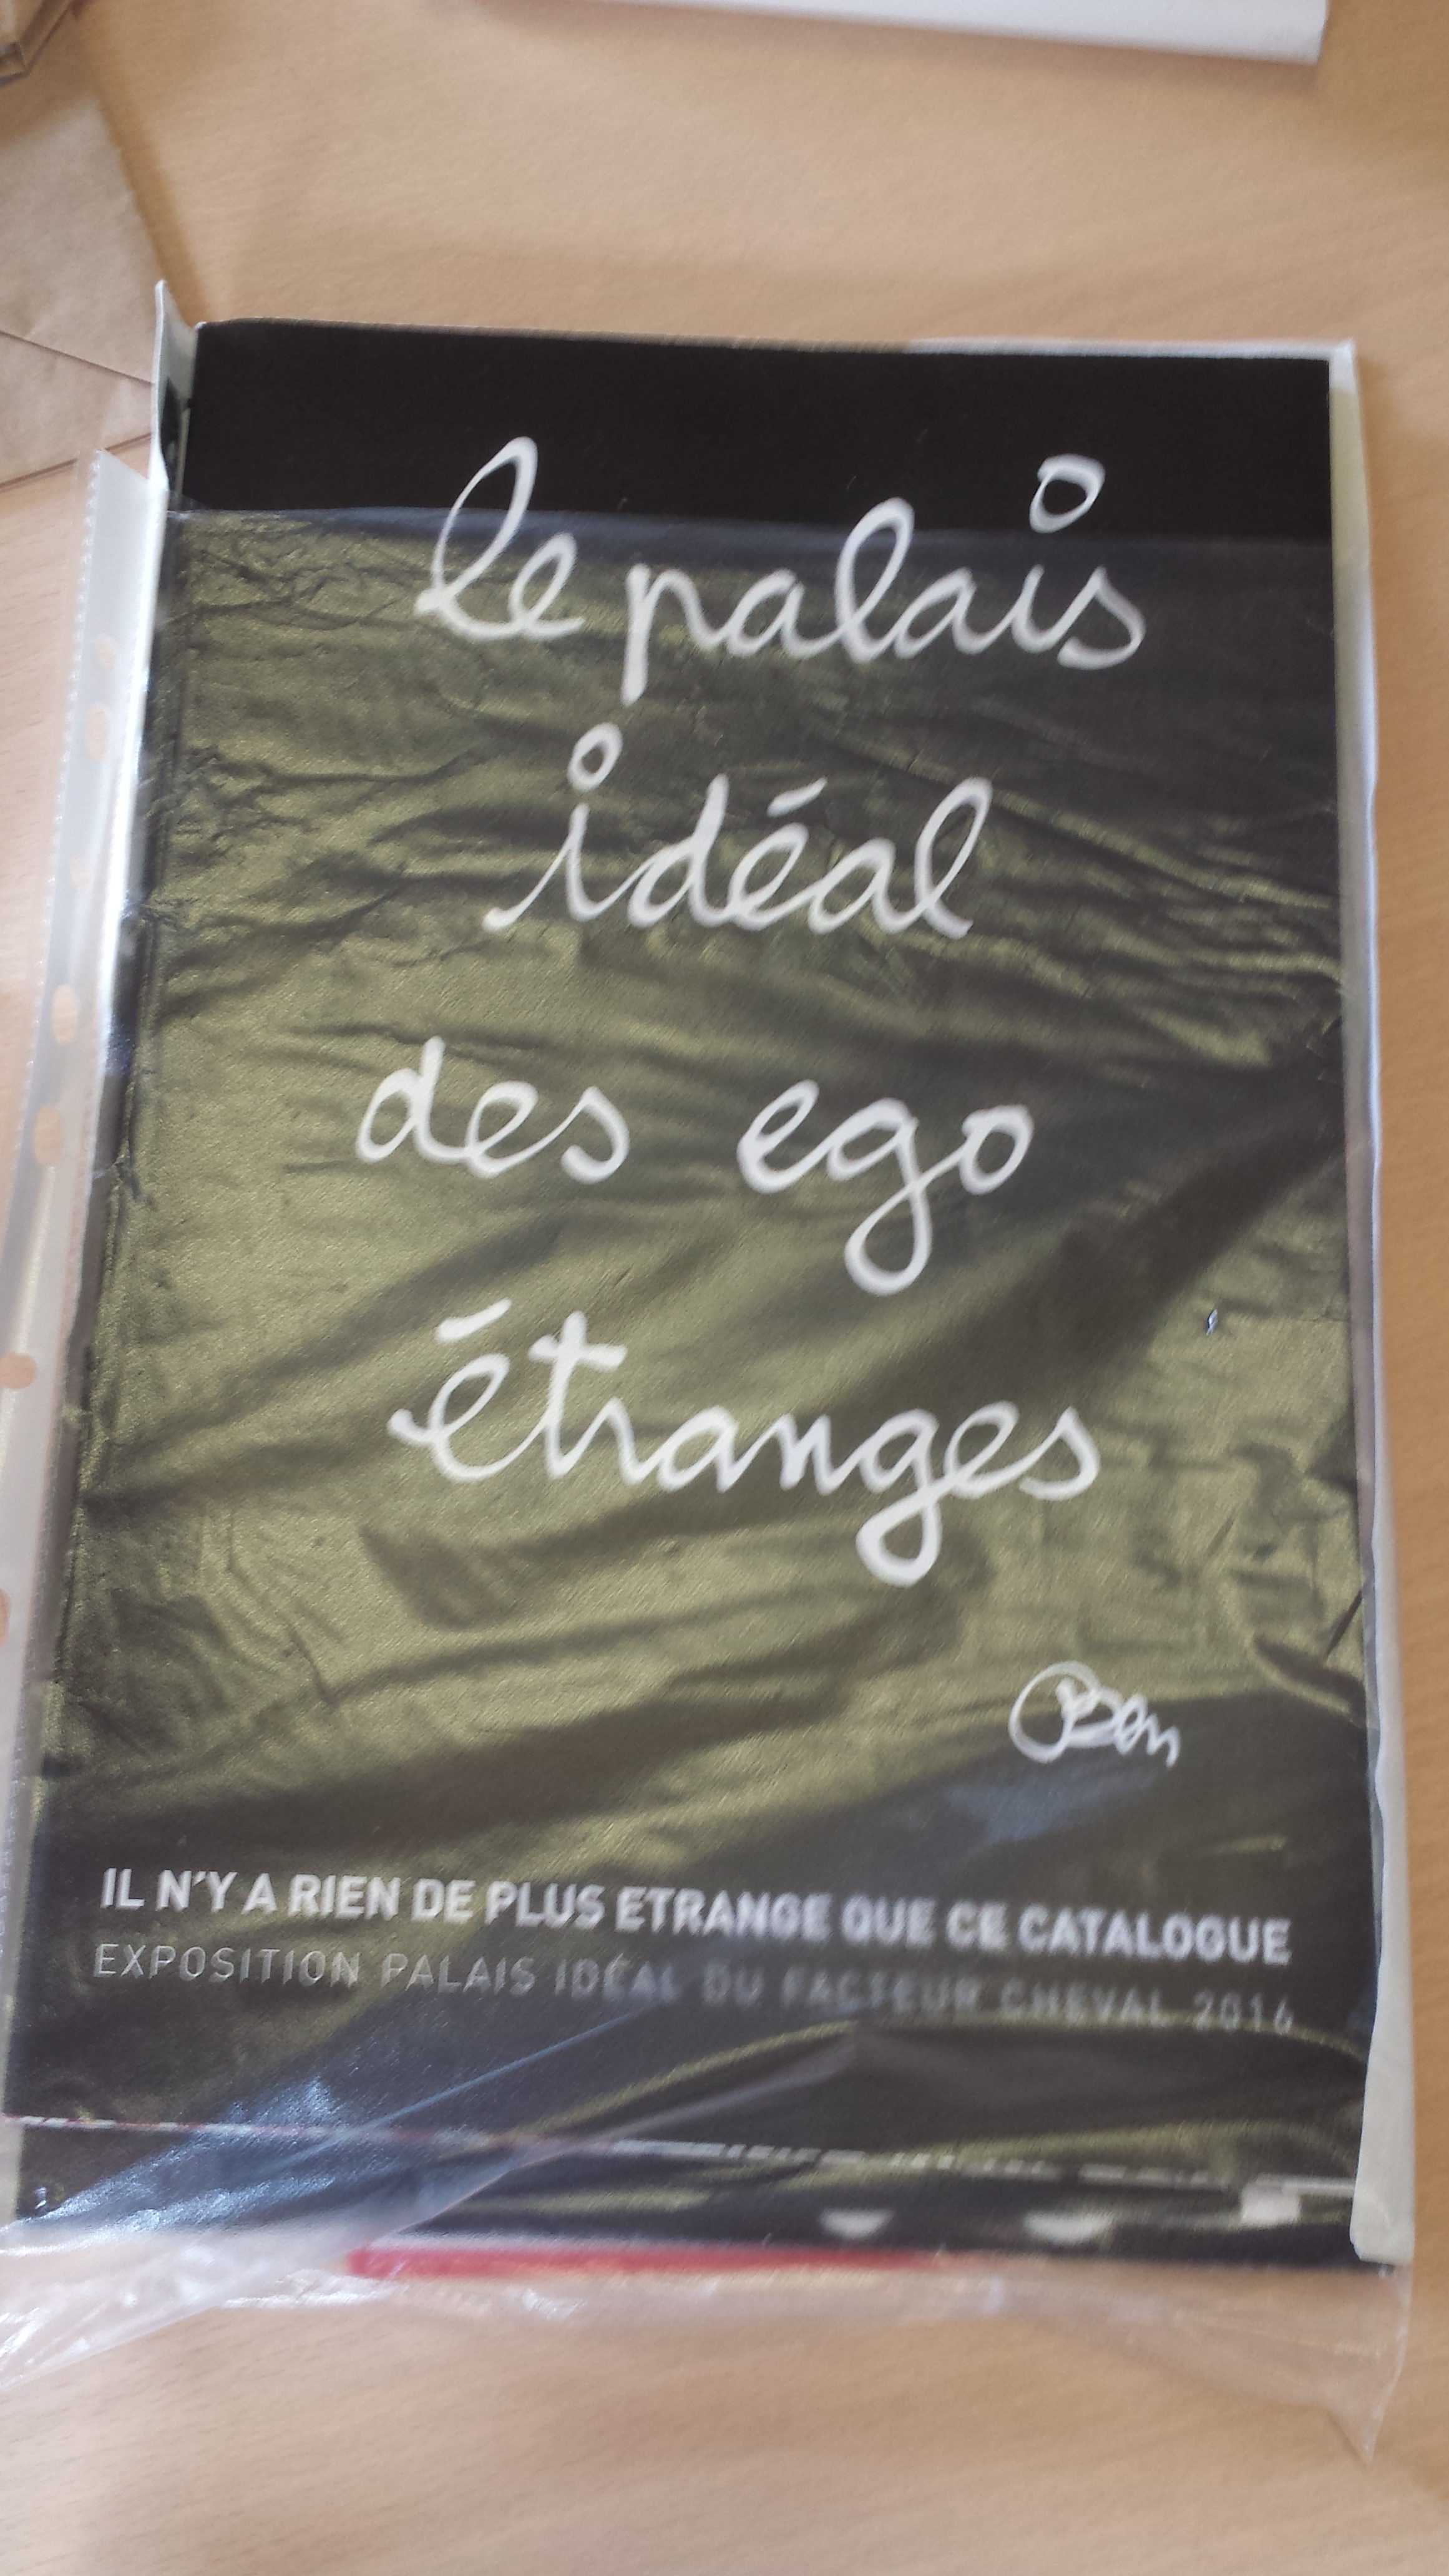 le palais
idéal
des ego
étranges
Ben
IL N'Y A RIEN DE PLUS ETRANGE QUE CE CATALOGUE
EXPOSITION PALAIS IDÉAL DU FACTEUR CHEVAL 2016